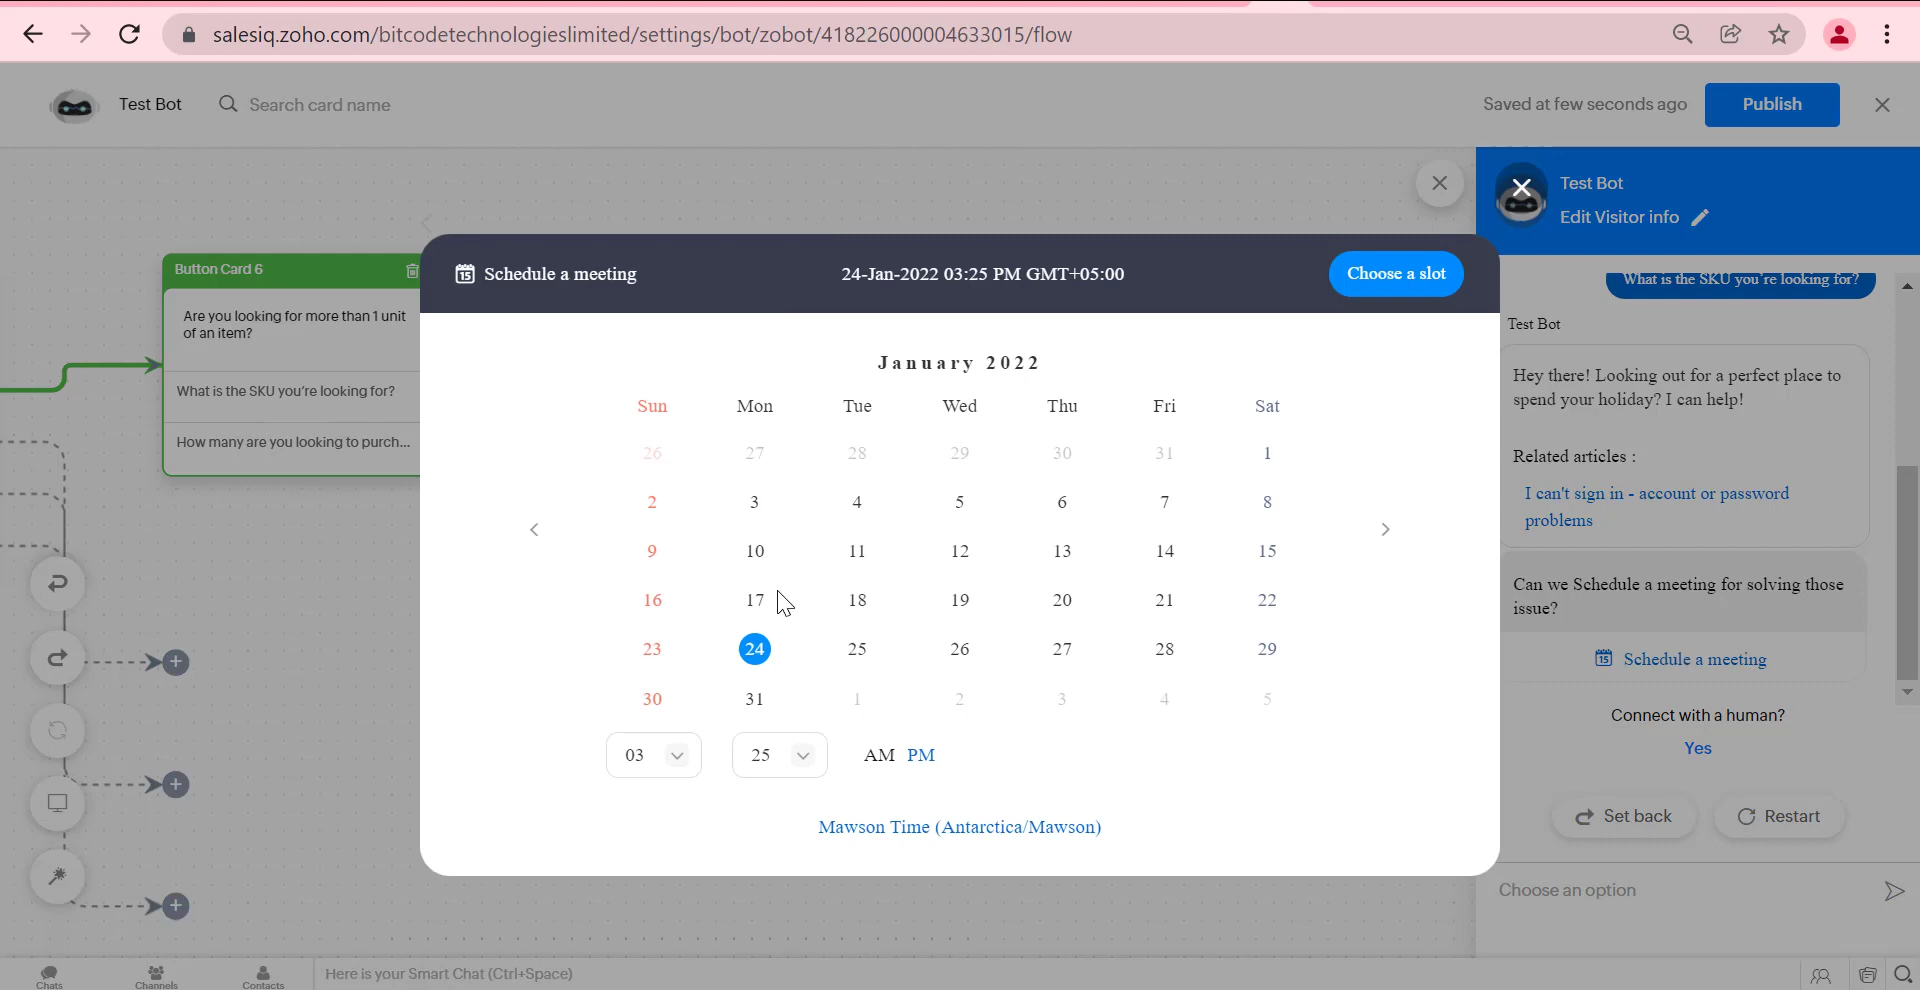 salesiq.zoho.com/bitcodetechnologieslimited/settings/bot/zobot/418226000004633015/flow
Test Bot
Search card name
Saved at few seconds ago
Publish
Test Bot
Edit Visitor info
Button Card 6
Are you looking for more than 1 unit
of an item?
What is the SKU you're looking for?
How many are you looking to purch...
15 Schedule a meeting
24-Jan-2022 03:25 PM GMT+05:00
Choose a slot
January 2022
Sun Mon Tue Wed Thu Fri Sat
26 27 28 29 30 31 1
2 3 4 5 6 7 8
9 10 11 12 13 14 15
16 17 18 19 20 21 22
23 24 25 26 27 28 29
30 31 1 2 3 4 5
03 25 AM PM
Mawson Time (Antarctica/Mawson)
What is the SKU you're looking for?
Test Bot
Hey there! Looking out for a perfect place to
spend your holiday? I can help!
Related articles :
I can't sign in - account or password
problems
Can we Schedule a meeting for solving those
issue?
15 Schedule a meeting
Connect with a human?
Yes
Set back
Restart
Choose an option
Chats
Channels
Contacts
Here is your Smart Chat (Ctrl+Space)